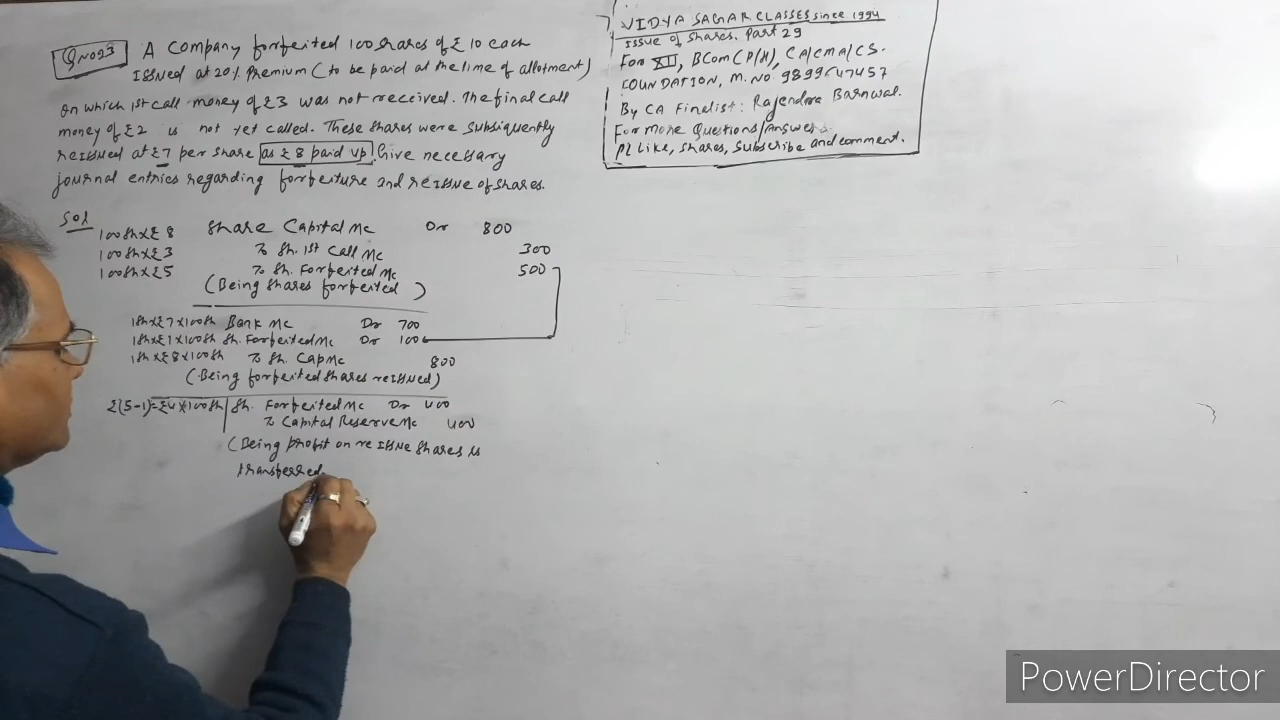 Qno23 A company forfeited 100 shares of ₹10 each
issued at 20% premium (to be paid at the time of allotment)
on which 1st call money of ₹3 was not received. The final call
money of ₹2 is not yet called. These shares were subsiquently
reissued at ₹7 per share as ₹8 paid up. Give necessary
journal entries regarding forfeiture and reissue of shares.
VIDYA SAGAR CLASSES since 1994
Issue of shares. Part 29
For XII, BCom(P/H), CA/CMA/CS.
FOUNDATION, M. No. 9899647457
By CA Finalist: Rajendra Barnwal.
For more Questions/Answers
Pl Like, shares, subscribe and comment.
Sol
100sh×₹8 Share Capital A/c Dr 800
100sh×₹3 To Sh. 1st Call A/c 300
100sh×₹5 To Sh. Forfeited A/c 500
(Being shares forfeited)
1sh×₹7×100sh Bank A/c Dr 700
1sh×₹1×100sh Sh. Forfeited A/c Dr 100
1sh×₹8×100sh To Sh. Cap A/c 800
(Being forfeited shares reissued)
₹(5-1)=₹4×100sh Sh. Forfeited A/c Dr 400
To Capital Reserve A/c 400
(Being profit on reissue shares is
transferred
PowerDirector